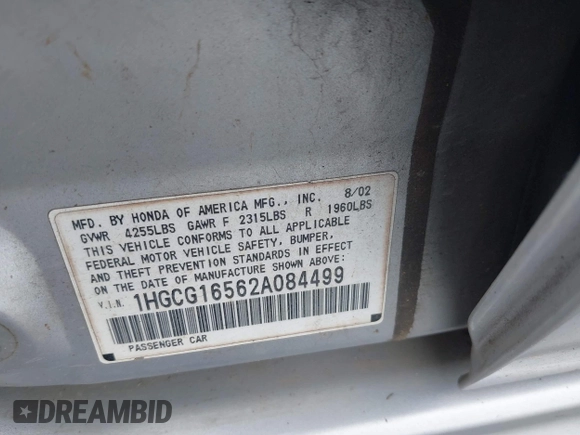 MFD. BY HONDA OF AMERICA MFG., INC. 8/02
GVWR 4255LBS GAWR F 2315LBS R 1960LBS
THIS VEHICLE CONFORMS TO ALL APPLICABLE
FEDERAL MOTOR VEHICLE SAFETY, BUMPER,
AND THEFT PREVENTION STANDARDS IN EFFECT
ON THE DATE OF MANUFACTURE SHOWN ABOVE:
V.I.N. 1HGCG16562A084499
PASSENGER CAR
DREAMBID